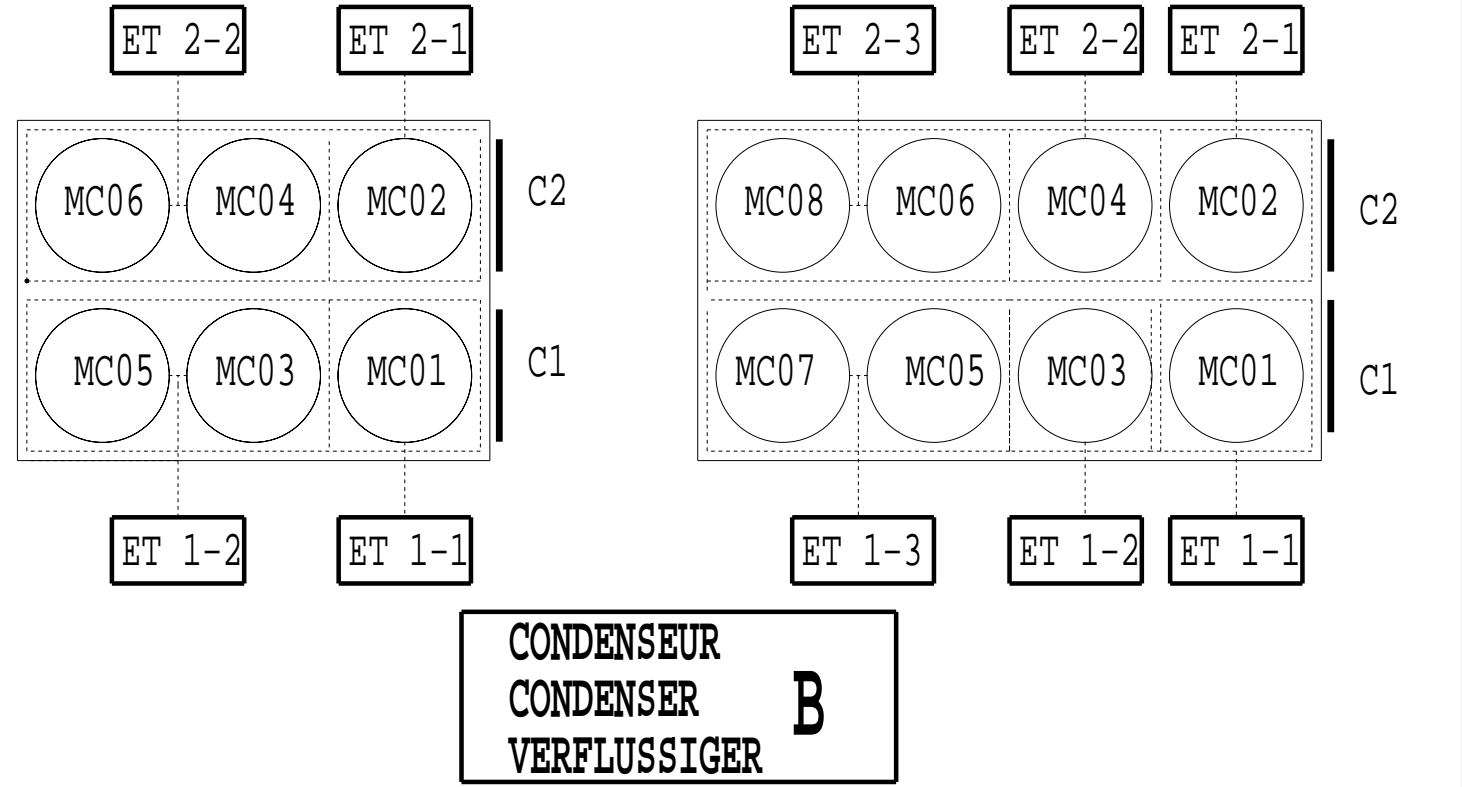 ET 2-2 ET 2-1 ET 2-3 ET 2-2 ET 2-1
MC06 MC04 MC02 C2 MC08 MC06 MC04 MC02 C2
MC05 MC03 MC01 C1 MC07 MC05 MC03 MC01 C1
ET 1-2 ET 1-1 ET 1-3 ET 1-2 ET 1-1
CONDENSEUR
CONDENSER B
VERFLUSSIGER